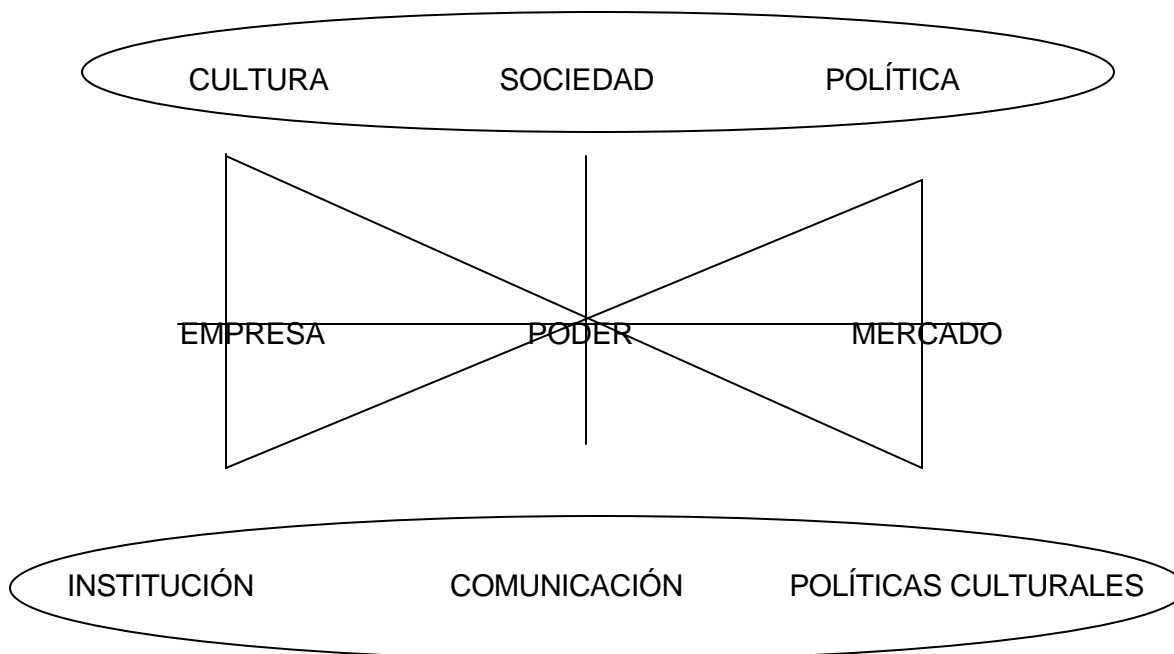 CULTURA SOCIEDAD POLÍTICA
EMPRESA PODER MERCADO
INSTITUCIÓN COMUNICACIÓN POLÍTICAS CULTURALES